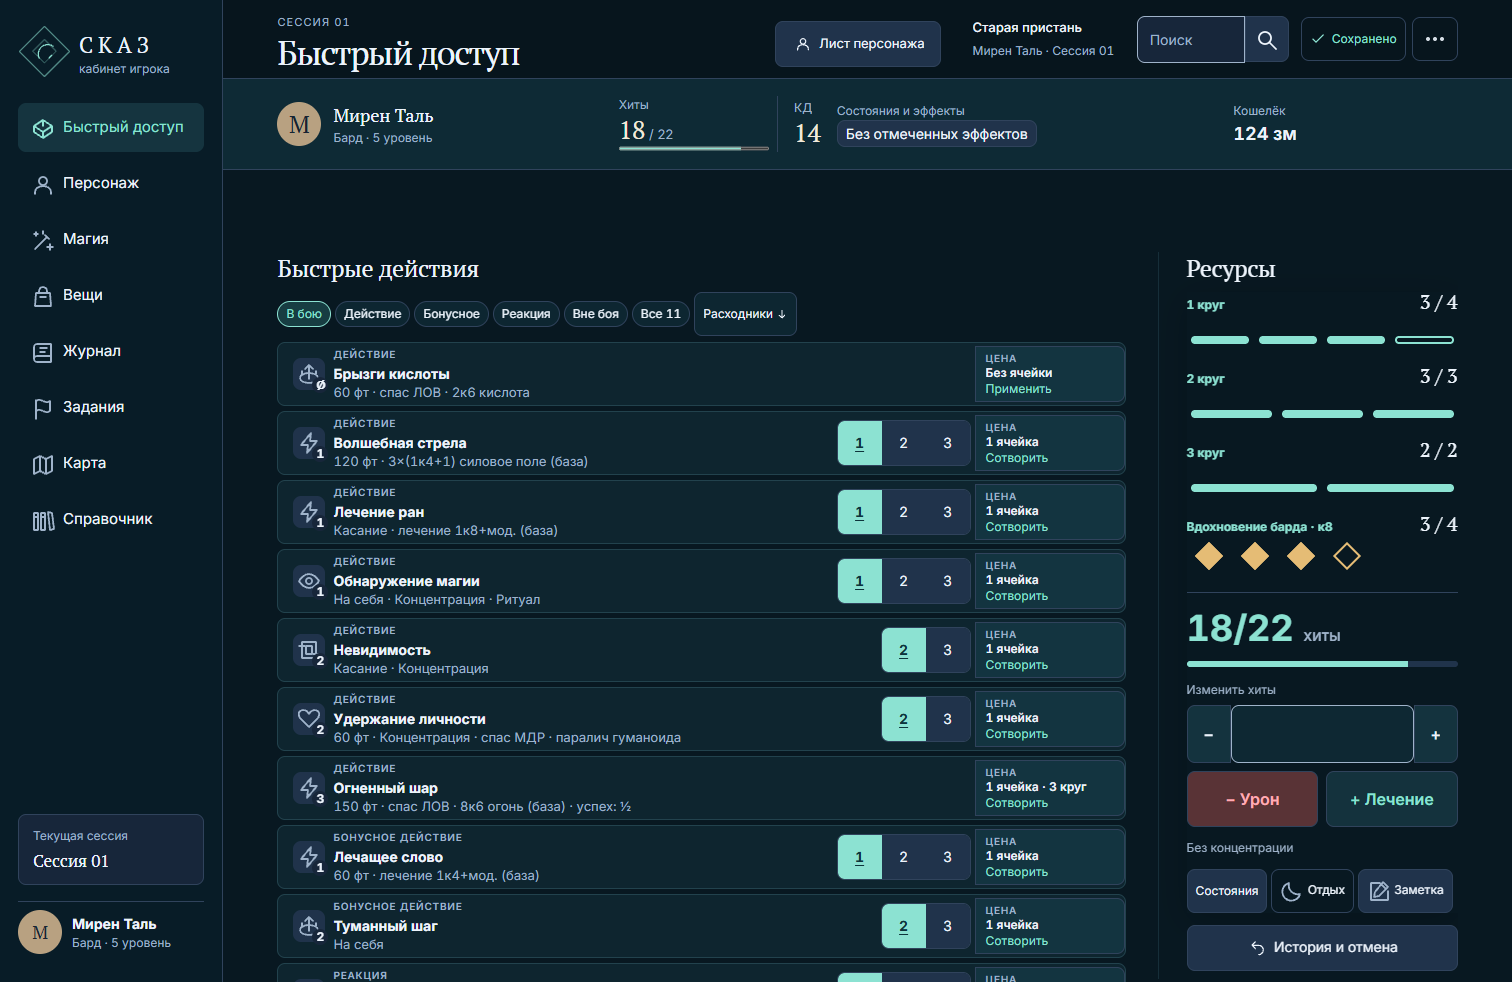 СКАЗ
кабинет игрока
Быстрый доступ
Персонаж
Магия
Вещи
Журнал
Задания
Карта
Справочник
Текущая сессия
Сессия 01
М
Мирен Таль
Бард · 5 уровень
СЕССИЯ 01
Быстрый доступ
Лист персонажа
Старая пристань
Мирен Таль · Сессия 01
Поиск
Сохранено
М
Мирен Таль
Бард · 5 уровень
Хиты
18 / 22
КД
14
Состояния и эффекты
Без отмеченных эффектов
Кошелёк
124 зм
Быстрые действия
В бою
Действие
Бонусное
Реакция
Вне боя
Все 11
Расходники ↓
ДЕЙСТВИЕ
Брызги кислоты
60 фт · спас ЛОВ · 2к6 кислота
Ø
ЦЕНА
Без ячейки
Применить
ДЕЙСТВИЕ
Волшебная стрела
120 фт · 3×(1к4+1) силовое поле (база)
1
1 2 3
ЦЕНА
1 ячейка
Сотворить
ДЕЙСТВИЕ
Лечение ран
Касание · лечение 1к8+мод. (база)
1
1 2 3
ЦЕНА
1 ячейка
Сотворить
ДЕЙСТВИЕ
Обнаружение магии
На себя · Концентрация · Ритуал
1
1 2 3
ЦЕНА
1 ячейка
Сотворить
ДЕЙСТВИЕ
Невидимость
Касание · Концентрация
2
2 3
ЦЕНА
1 ячейка
Сотворить
ДЕЙСТВИЕ
Удержание личности
60 фт · Концентрация · спас МДР · паралич гуманоида
2
2 3
ЦЕНА
1 ячейка
Сотворить
ДЕЙСТВИЕ
Огненный шар
150 фт · спас ЛОВ · 8к6 огонь (база) · успех: ½
3
ЦЕНА
1 ячейка · 3 круг
Сотворить
БОНУСНОЕ ДЕЙСТВИЕ
Лечащее слово
60 фт · лечение 1к4+мод. (база)
1
1 2 3
ЦЕНА
1 ячейка
Сотворить
БОНУСНОЕ ДЕЙСТВИЕ
Туманный шаг
На себя
2
2 3
ЦЕНА
1 ячейка
Сотворить
РЕАКЦИЯ
ЦЕНА
Ресурсы
1 круг
3 / 4
2 круг
3 / 3
3 круг
2 / 2
Вдохновение барда · к8
3 / 4
18/22 хиты
Изменить хиты
−
+
− Урон
+ Лечение
Без концентрации
Состояния
Отдых
Заметка
История и отмена